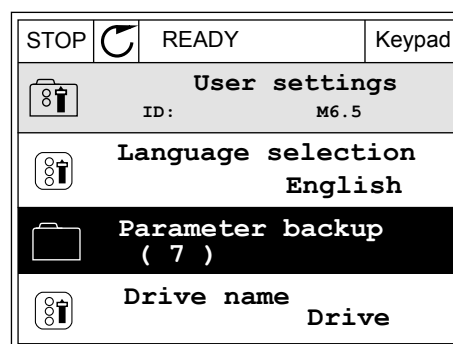 STOP READY Keypad
User settings
ID: M6.5
Language selection
English
Parameter backup
( 7 )
Drive name
Drive